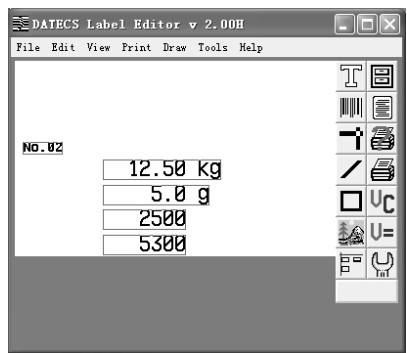 DATECS Label Editor v 2.00H
File Edit View Print Draw Tools Help
T
NO.02
12.50 kg
5.0 g
VC
2500
V=
5300